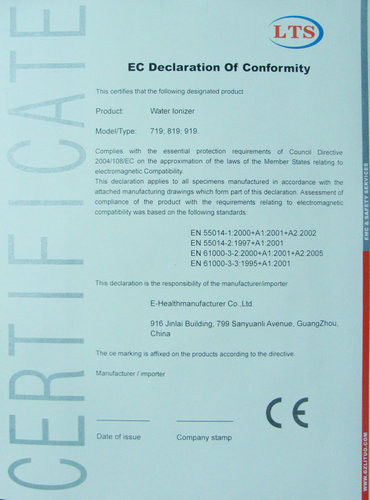 LTS
EC Declaration Of Conformity
This certifies that the following designated product
Product: Water Ionizer
Model/Type: 719, 819, 919.
Complies with the essential protection requirements of Council Directive
2004/108/EC on the approximation of the laws of the Member States relating to
electromagnetic Compatibility.
This declaration applies to all specimens manufactured in accordance with the
attached manufacturing drawings which form part of this declaration. Assessment of
compliance of the product with the requirements relating to electromagnetic
compatibility was based on the following standards:
EN 55014-1:2000+A1:2001+A2:2002
EN 55014-2:1997+A1:2001
EN 61000-3-2:2000+A1:2001+A2:2005
EN 61000-3-3:1995+A1:2001
This declaration is the responsibility of the manufacturer/importer
E-Healthmanufacturer Co.,Ltd.
916 Jinlai Building, 799 Sanyuanli Avenue, GuangZhou,
China
The ce marking is affixed on the products according to the directive.
Manufacturer / importer
CE
Date of issue Company stamp
CERTIFICATE
EMC & SAFETY SERVICES
WWW.GZLITUO.COM